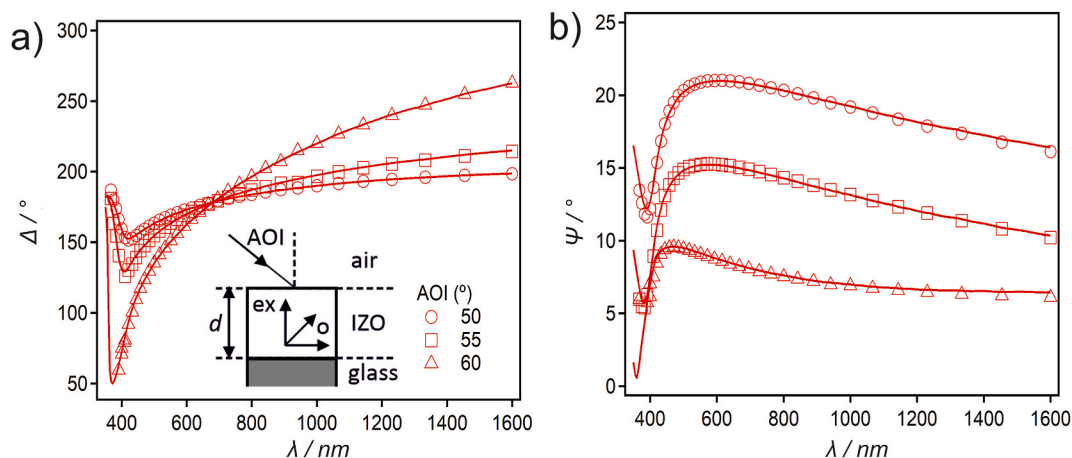 a)
300
250
200
150
100
50
Δ / °
400 600 800 1000 1200 1400 1600
λ / nm
AOI
air
d
ex
o
IZO
glass
AOI (º)
50
55
60
b)
25
20
15
10
5
0
Ψ / °
400 600 800 1000 1200 1400 1600
λ / nm